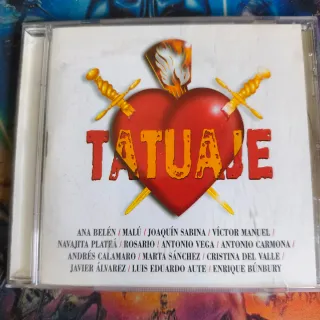 TATUAJE
ANA BELÉN / MALÚ / JOAQUÍN SABINA / VÍCTOR MANUEL /
NAVAJITA PLATEÁ / ROSARIO / ANTONIO VEGA / ANTONIO CARMONA /
ANDRÉS CALAMARO / MARTA SÁNCHEZ / CRISTINA DEL VALLE /
JAVIER ÁLVAREZ / LUIS EDUARDO AUTE / ENRIQUE BÚNBURY